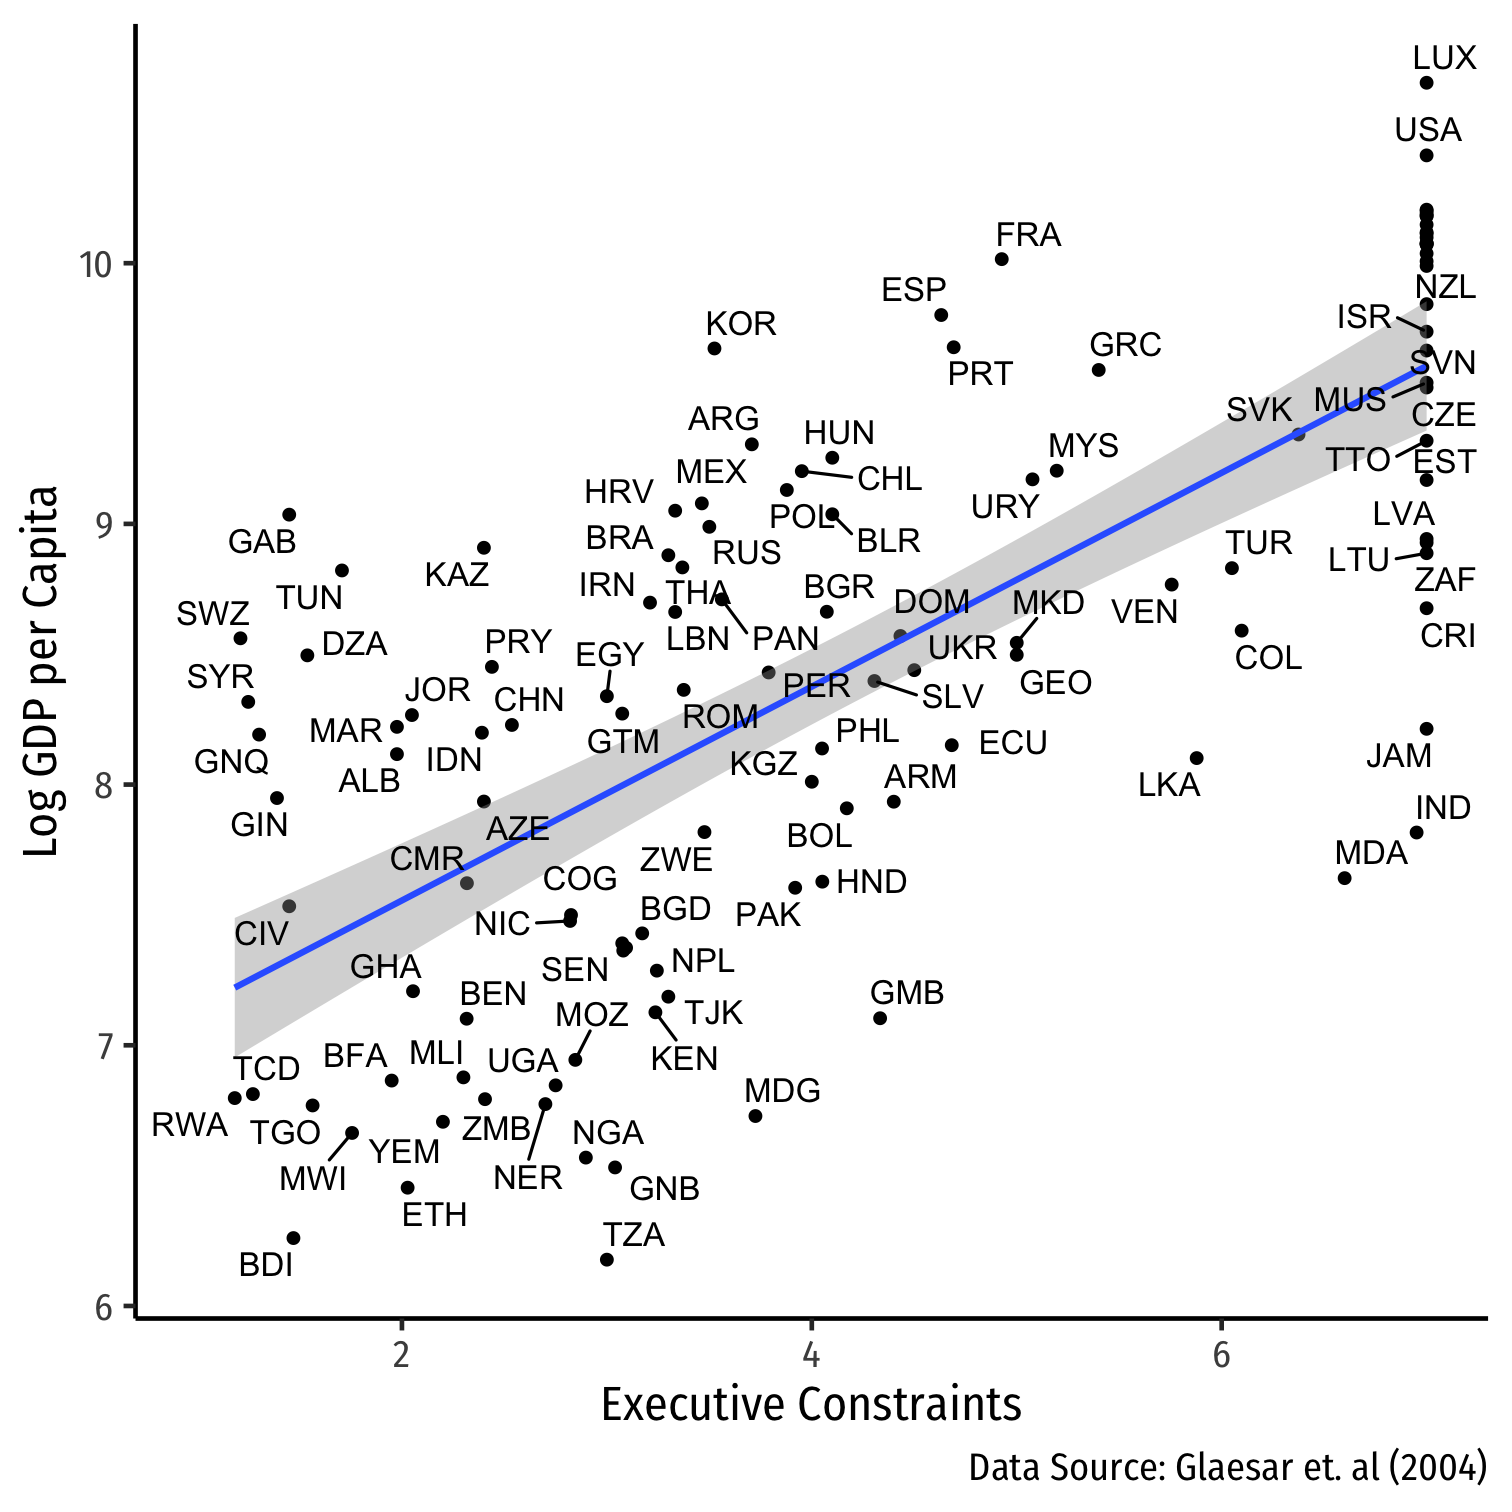 LUX
USA
FRA
10
ESP
NZL
ISR
KOR
GRC
SVN
PRT
MUS
SVK
CZE
ARG
HUN
MYS
TTO
EST
MEX
CHL
HRV
URY
POL
LVA
9
GAB
BRA
BLR
TUR
RUS
LTU
KAZ
IRN
THA
BGR
ZAF
TUN
DOM
MKD
VEN
SWZ
LBN
PAN
CRI
DZA
PRY
EGY
UKR
COL
SYR
PER
GEO
JOR
CHN
SLV
ROM
MAR
PHL
GTM
ECU
JAM
GNQ
IDN
KGZ
ALB
ARM
LKA
8
IND
GIN
AZE
BOL
MDA
CMR
ZWE
COG
HND
BGD
PAK
NIC
CIV
GHA
SEN
NPL
BEN
GMB
MOZ
TJK
7
BFA
MLI
UGA
KEN
TCD
MDG
RWA
TGO
ZMB
NGA
YEM
MWI
NER
GNB
ETH
TZA
BDI
6
2
4
6
Log GDP per Capita
Executive Constraints
Data Source: Glaesar et. al (2004)